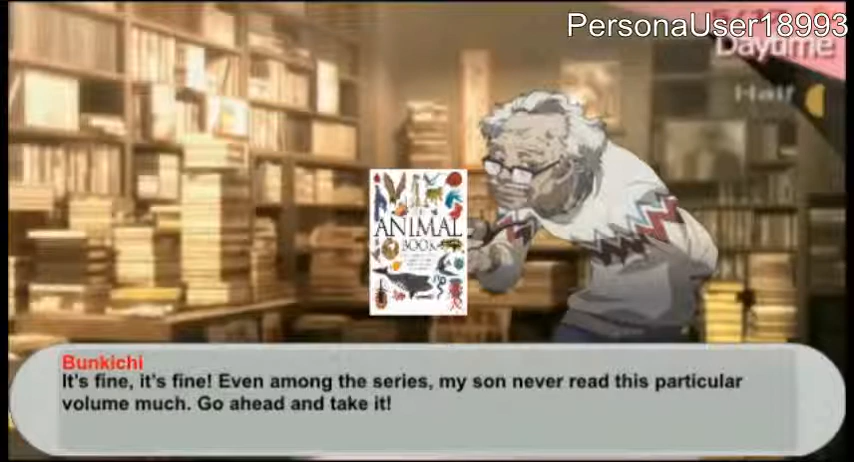 PersonaUser18993
Daytime
Half
ANIMAL
BOOK
Bunkichi
It's fine, it's fine! Even among the series, my son never read this particular
volume much. Go ahead and take it!